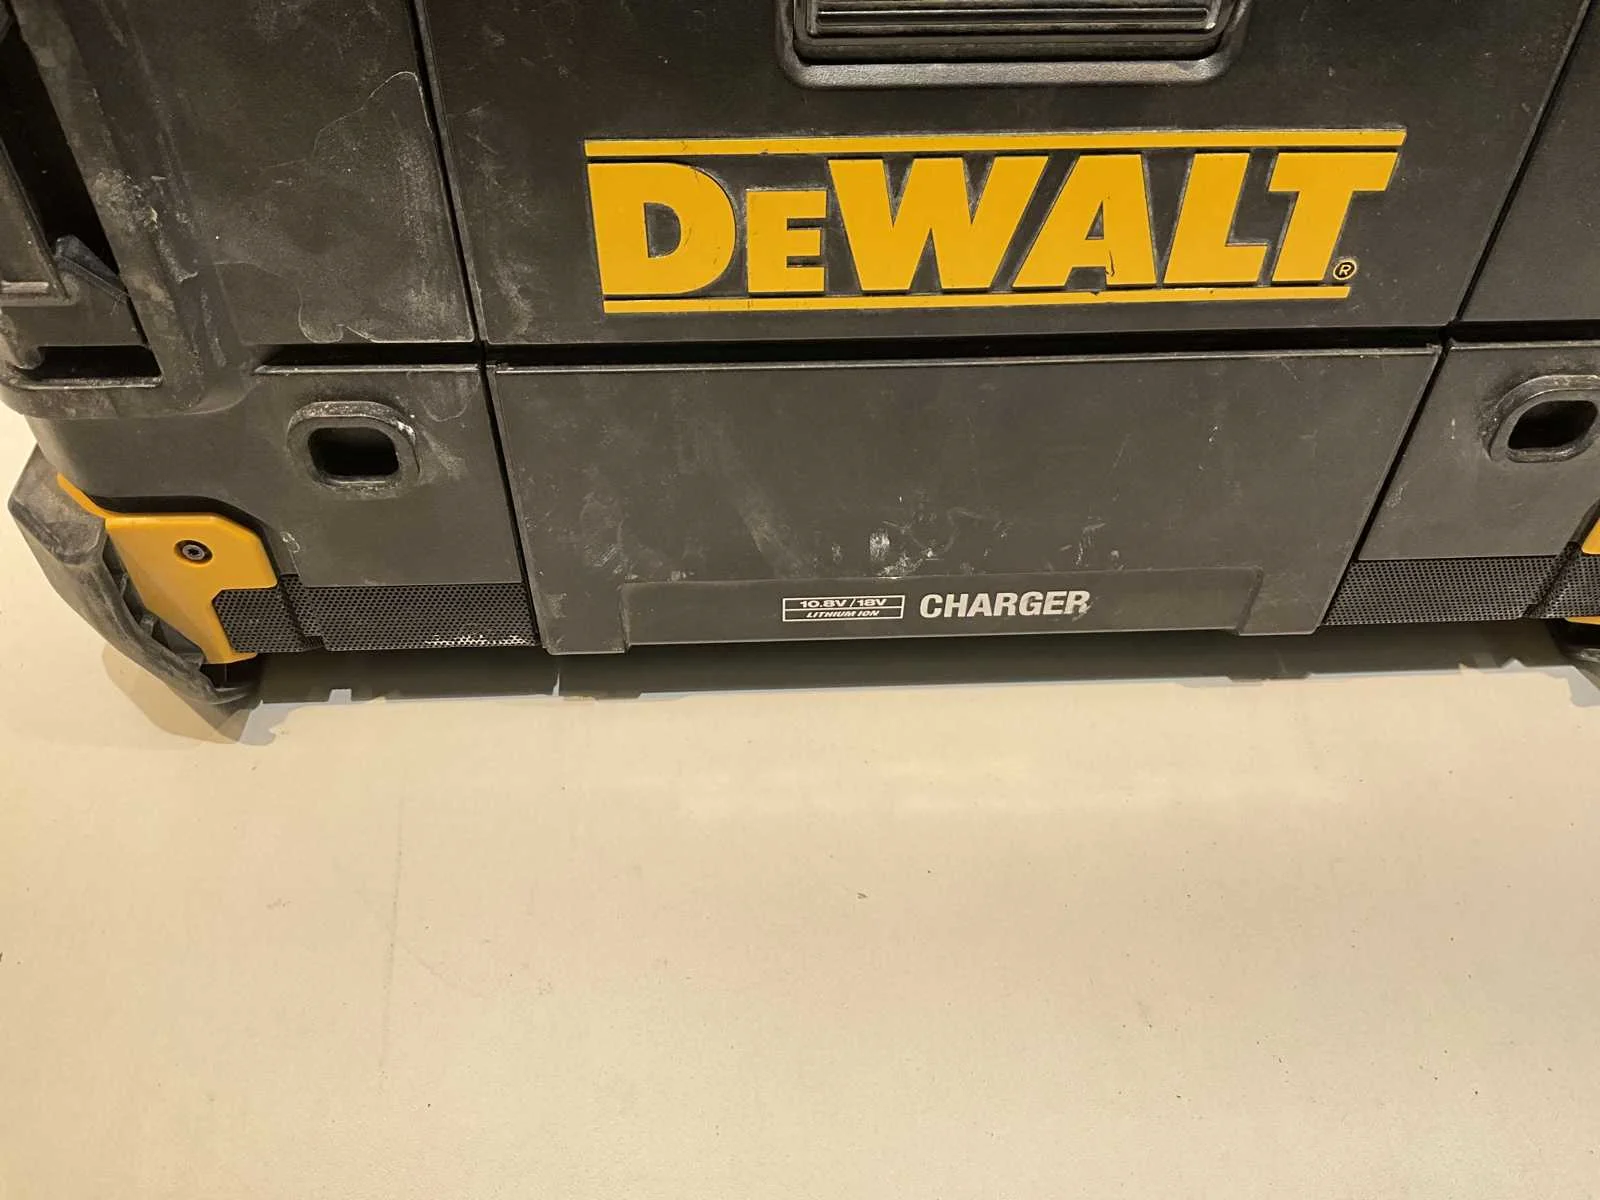 DEWALT®
10.8V/18V
LITHIUM ION
CHARGER